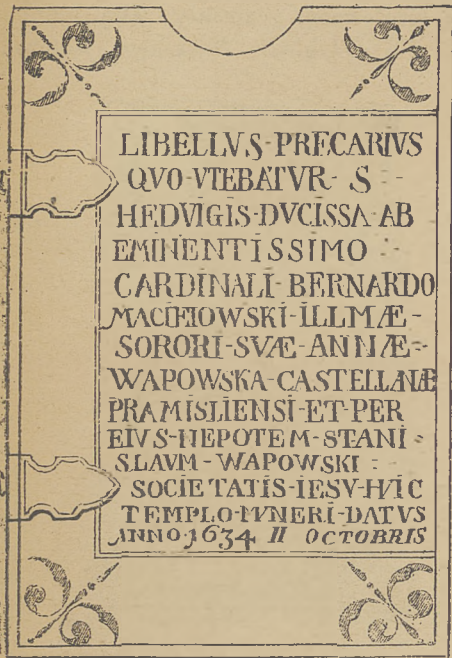 LIBELLVS-PRECARIVS
QVO-VTEBATVR- S
HEDVIGIS-DVCISSA-AB
EMINENTISSIMO
CARDINALI-BERNARDO
MACIEIOWSKI-ILLMÆ-
SORORI-SVÆ-ANNÆ-
WAPOWSKA-CASTELLANÆ
PRAMISLIENSI-ET-PER
EIVS-NEPOTEM-STANI
SLAVM-WAPOWSKI
SOCIETATIS-IESV-HVIC
TEMPLO-MVNERI-DATVS
ANNO-1634 II OCTOBRIS